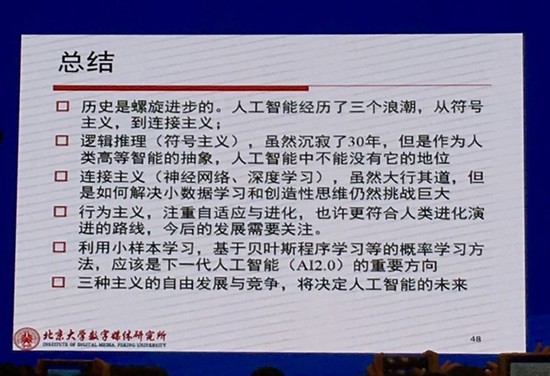 总结
历史是螺旋进步的。人工智能经历了三个浪潮，从符号
主义，到连接主义；
逻辑推理（符号主义），虽然沉寂了30年，但是作为人
类高等智能的抽象，人工智能中不能没有它的地位
连接主义（神经网络、深度学习），虽然大行其道，但
是如何解决小数据学习和创造性思维仍然挑战巨大
行为主义，注重自适应与进化，也许更符合人类进化演
进的路线，今后的发展需要关注。
利用小样本学习，基于贝叶斯程序学习等的概率学习方
法，应该是下一代人工智能（AI2.0）的重要方向
三种主义的自由发展与竞争，将决定人工智能的未来
北京大学数字媒体研究所
INSTITUTE OF DIGITAL MEDIA, PEKING UNIVERSITY
48